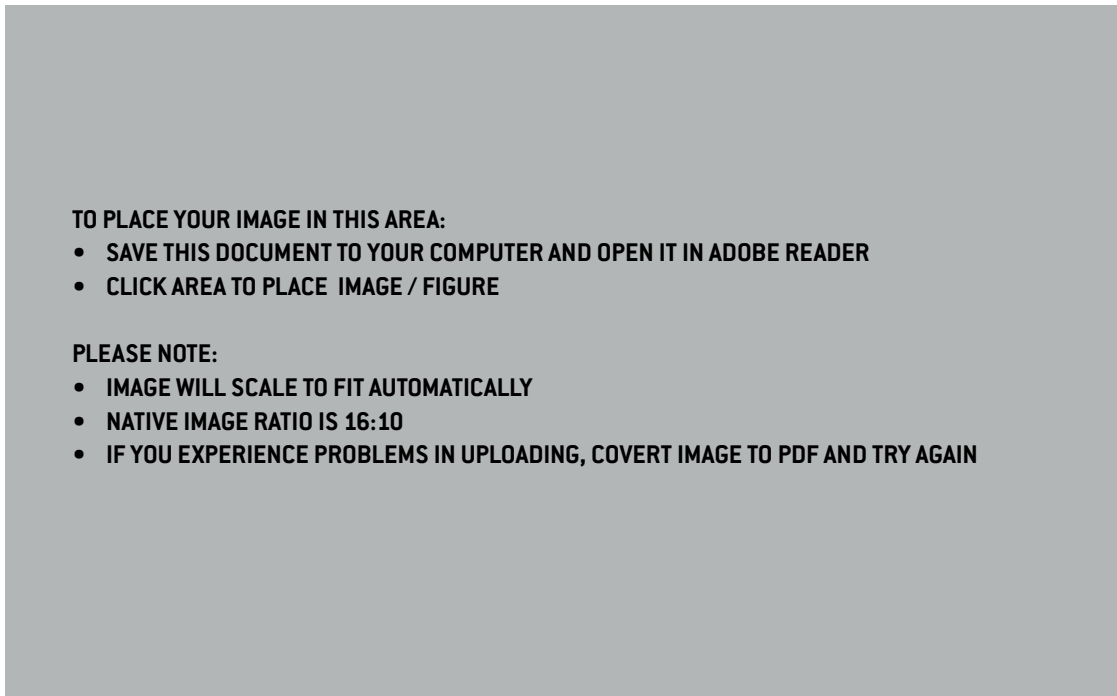 TO PLACE YOUR IMAGE IN THIS AREA:
• SAVE THIS DOCUMENT TO YOUR COMPUTER AND OPEN IT IN ADOBE READER
• CLICK AREA TO PLACE  IMAGE / FIGURE
PLEASE NOTE:
• IMAGE WILL SCALE TO FIT AUTOMATICALLY
• NATIVE IMAGE RATIO IS 16:10
• IF YOU EXPERIENCE PROBLEMS IN UPLOADING, COVERT IMAGE TO PDF AND TRY AGAIN